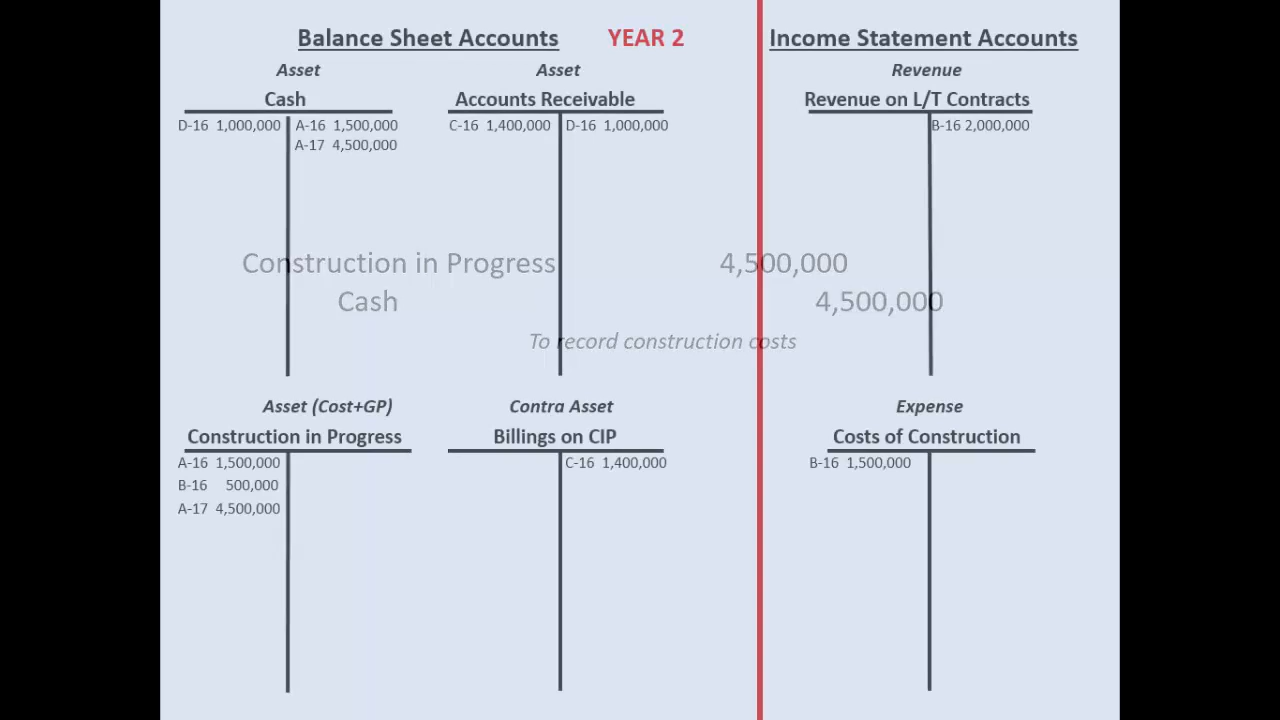 Balance Sheet Accounts YEAR 2 Income Statement Accounts
Asset Asset Revenue
Cash Accounts Receivable Revenue on L/T Contracts
D-16 1,000,000 A-16 1,500,000 C-16 1,400,000 D-16 1,000,000 B-16 2,000,000
A-17 4,500,000
Construction in Progress 4,500,000
Cash 4,500,000
To record construction costs
Asset (Cost+GP) Contra Asset Expense
Construction in Progress Billings on CIP Costs of Construction
A-16 1,500,000 C-16 1,400,000 B-16 1,500,000
B-16 500,000
A-17 4,500,000